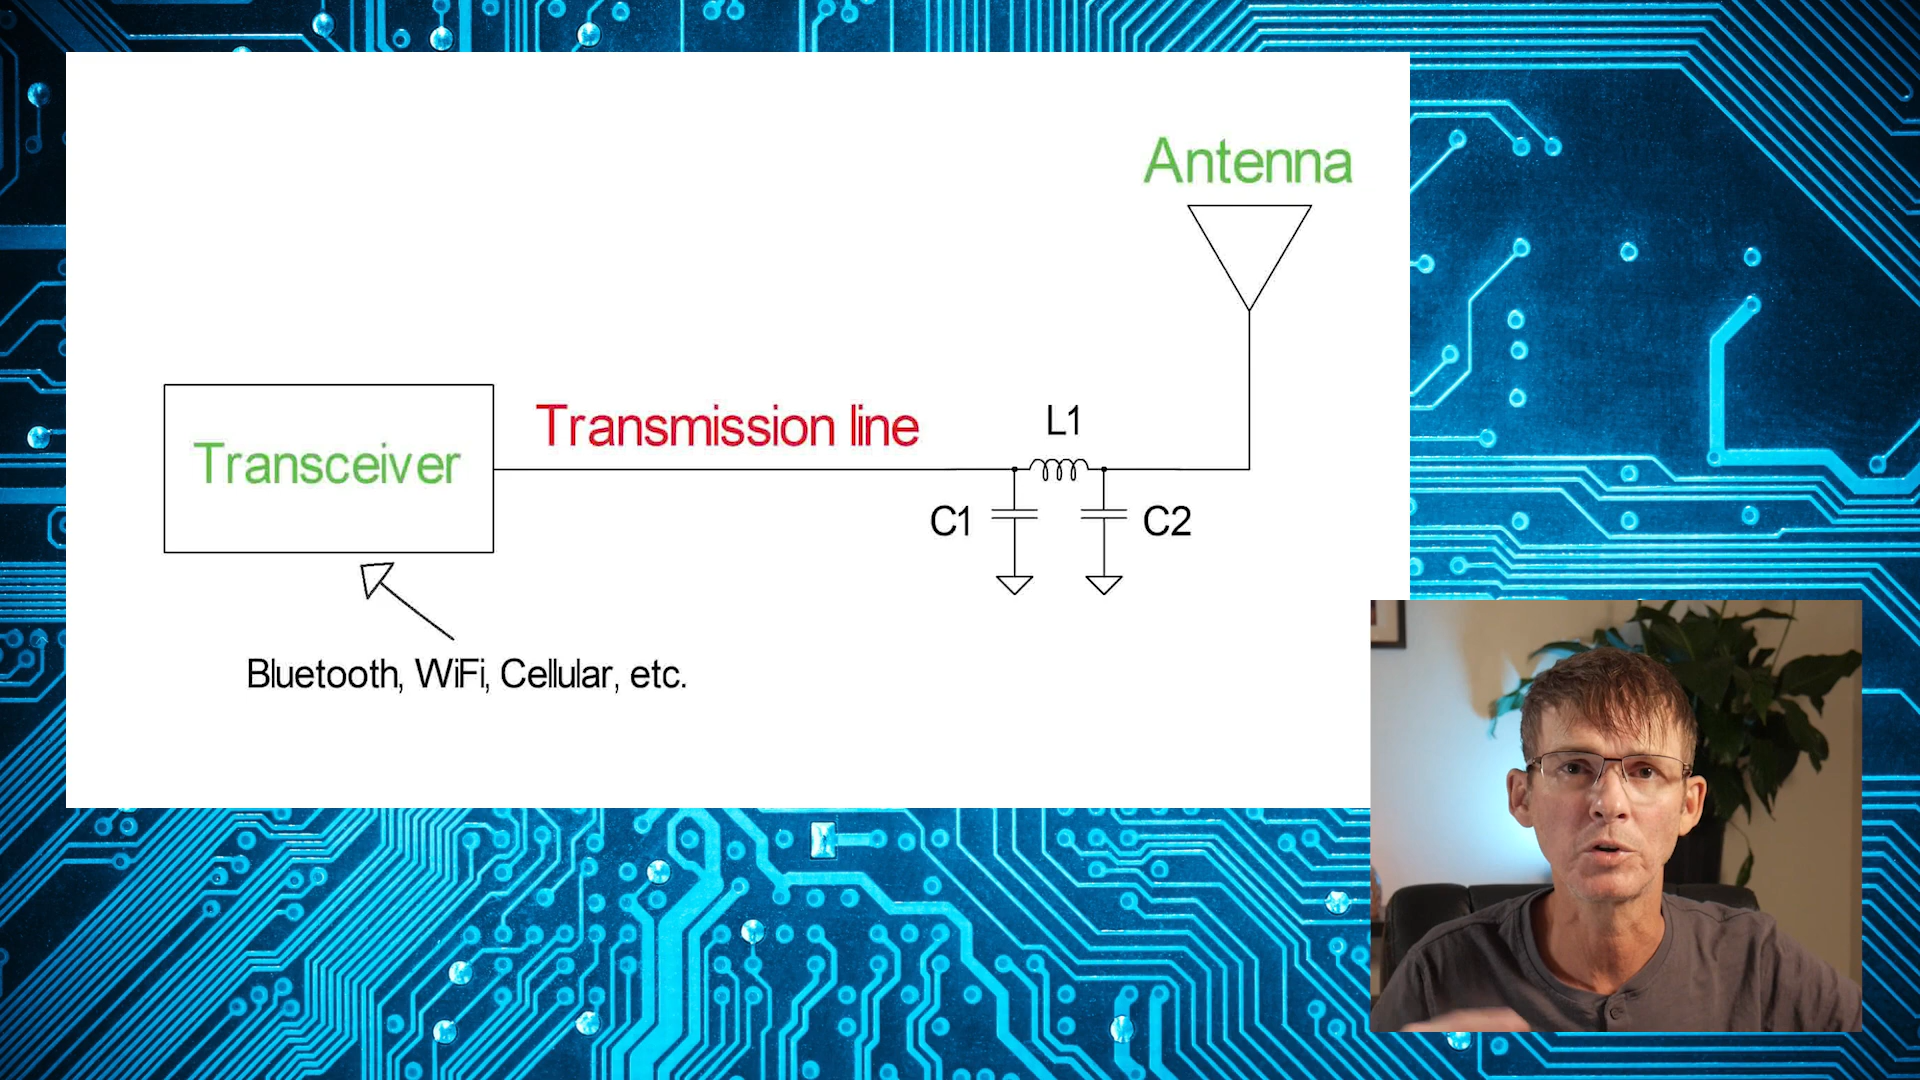 Antenna
Transmission line
L1
Transceiver
C1
C2
Bluetooth, WiFi, Cellular, etc.